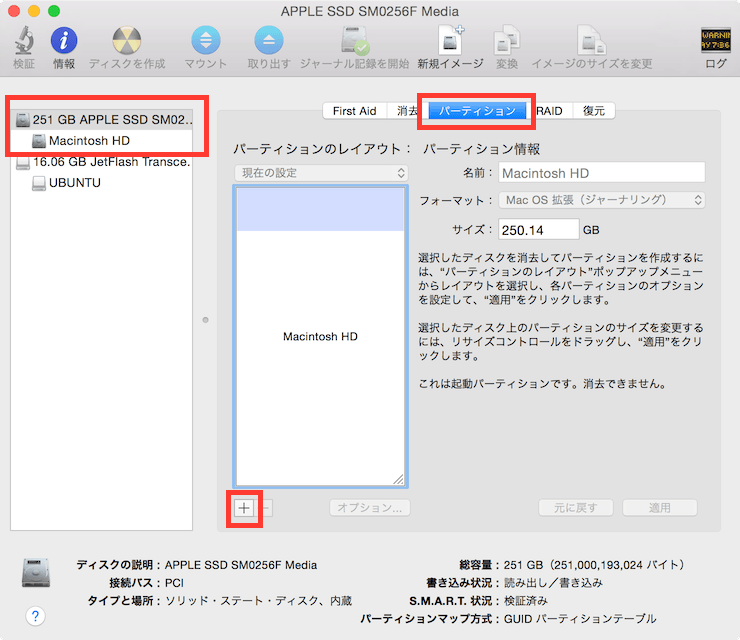 APPLE SSD SM0256F Media
検証
情報
ディスクを作成
マウント
取り出す
ジャーナル記録を開始
新規イメージ
変換
イメージのサイズを変更
ログ
251 GB APPLE SSD SM02..
Macintosh HD
16.06 GB JetFlash Transce.
UBUNTU
First Aid
消去
パーティション
RAID
復元
パーティションのレイアウト：
現在の設定
Macintosh HD
パーティション情報
名前：Macintosh HD
フォーマット：Mac OS 拡張（ジャーナリング）
サイズ：250.14 GB
選択したディスクを消去してパーティションを作成するに
は、“パーティションのレイアウト”ポップアップメニュー
からレイアウトを選択し、各パーティションのオプション
を設定して、“適用”をクリックします。
選択したディスク上のパーティションのサイズを変更する
には、リサイズコントロールをドラッグし、“適用”をクリ
ックします。
これは起動パーティションです。消去できません。
オプション...
元に戻す
適用
ディスクの説明：APPLE SSD SM0256F Media
接続バス：PCI
タイプと場所：ソリッド・ステート・ディスク、内蔵
総容量：251 GB（251,000,193,024 バイト）
書き込み状況：読み出し／書き込み
S.M.A.R.T. 状況：検証済み
パーティションマップ方式：GUID パーティションテーブル